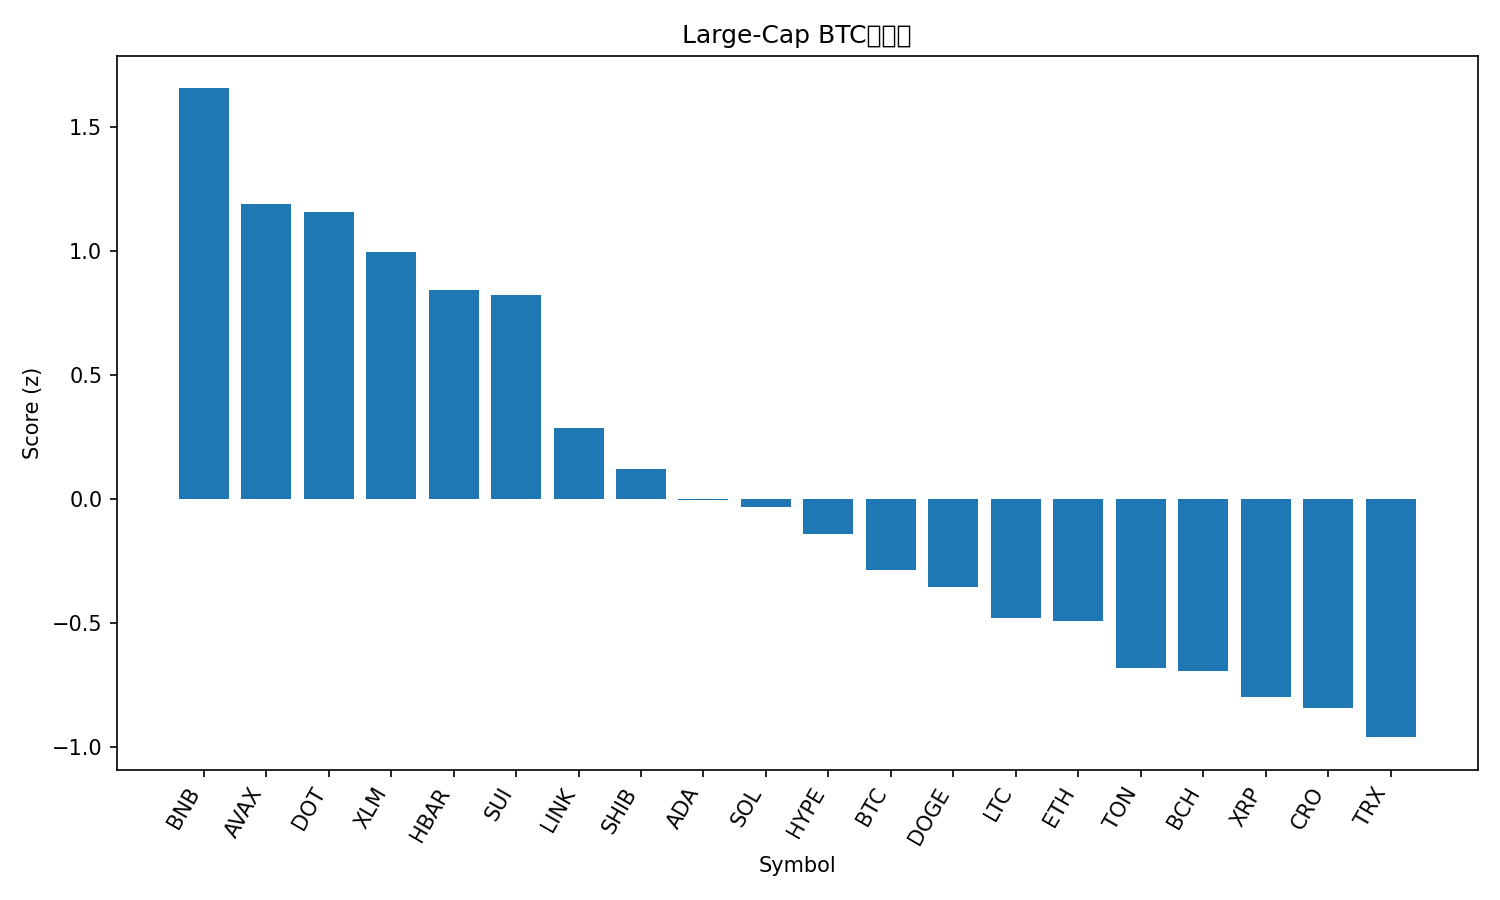 Large-Cap BTC
1.5
1.0
0.5
0.0
−0.5
−1.0
Score (z)
BNB
AVAX
DOT
XLM
HBAR
SUI
LINK
SHIB
ADA
SOL
HYPE
BTC
DOGE
LTC
ETH
TON
BCH
XRP
CRO
TRX
Symbol